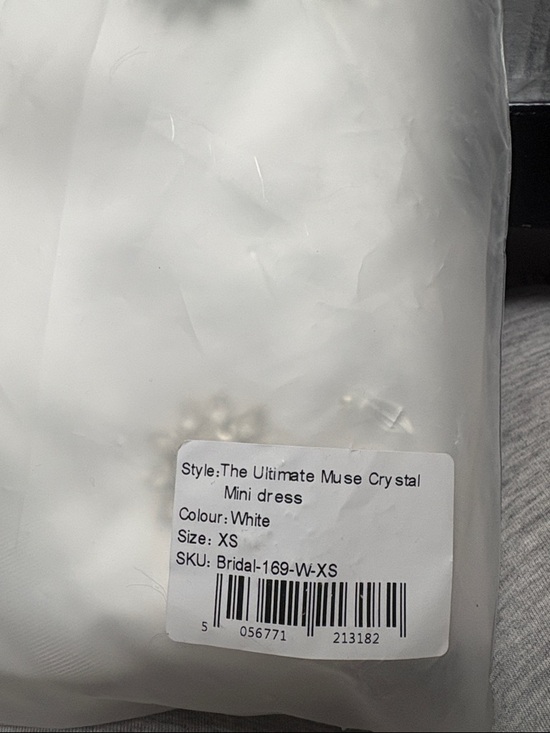 Style:The Ultimate Muse Crystal
Mini dress
Colour: White
Size: XS
SKU: Bridal-169-W-XS
5 056771 213182